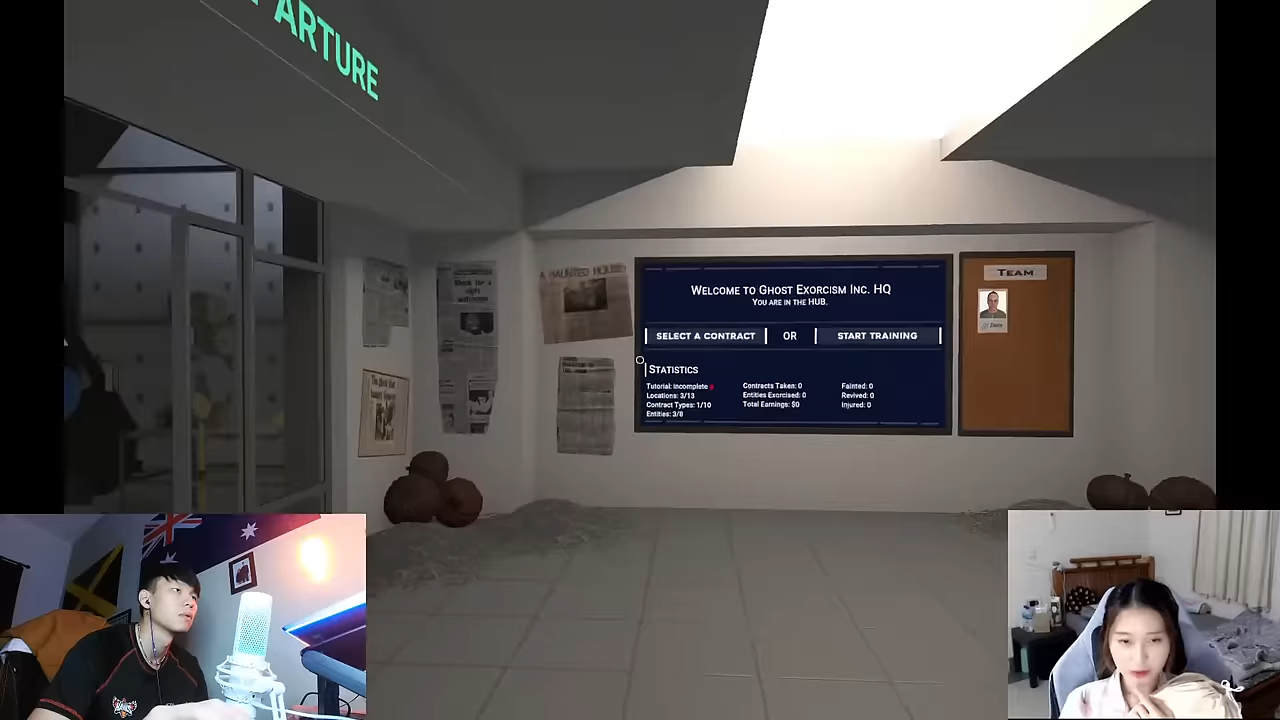 PARTURE
A HAUNTED HOUSE?
WELCOME TO GHOST EXORCISM INC. HQ
YOU ARE IN THE HUB.
SELECT A CONTRACT OR START TRAINING
STATISTICS
Tutorial: Incomplete
Locations: 3/13
Contract Types: 1/10
Entities: 3/8
Contracts Taken: 0
Entities Exorcised: 0
Total Earnings: $0
Fainted: 0
Revived: 0
Injured: 0
TEAM